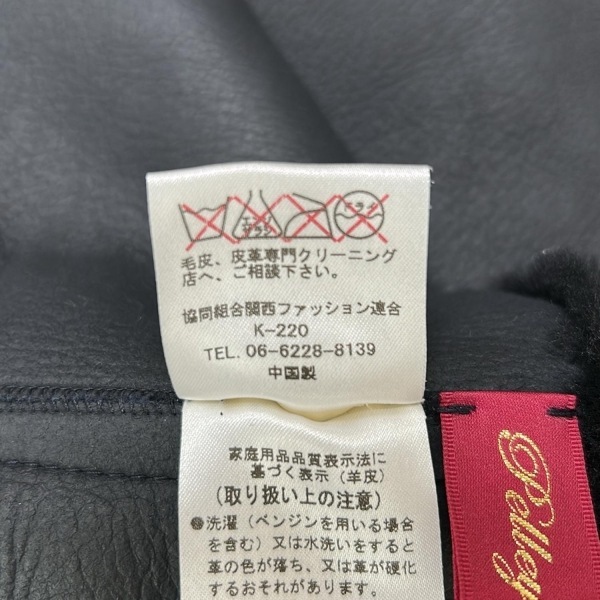 エンソ
サラシ
ドライ
毛皮、皮革専門クリーニング
店へ、ご相談下さい。
協同組合関西ファッション連合
K-220
TEL. 06-6228-8139
中国製
家庭用品品質表示法に
基づく表示（羊皮）
（取り扱い上の注意）
●洗濯（ベンジンを用いる場合
を含む）又は水洗いをすると
革の色が落ち、又は革が硬化
するおそれがあります。